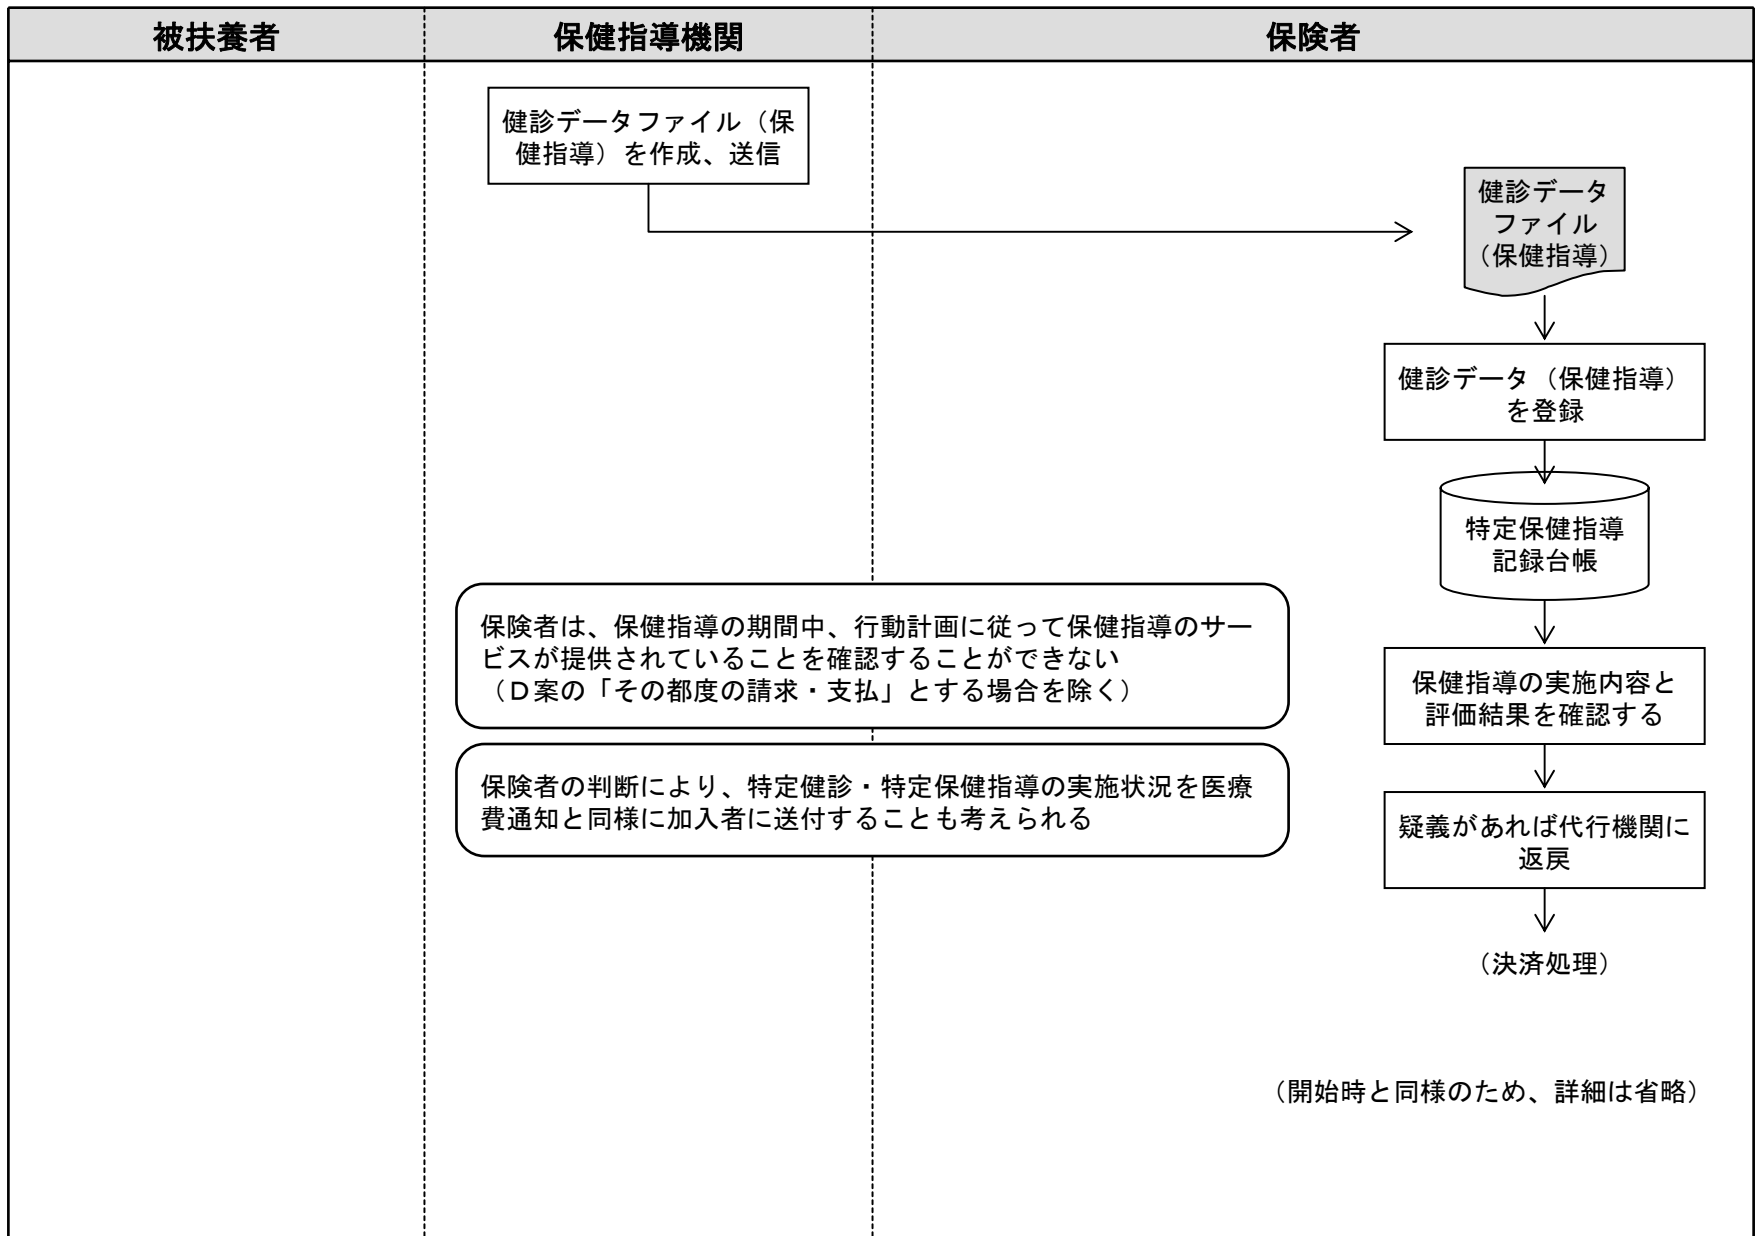 被扶養者
保健指導機関
保険者
健診データファイル（保
健指導）を作成、送信
健診データ
ファイル
（保健指導）
健診データ（保健指導）
を登録
特定保健指導
記録台帳
保険者は、保健指導の期間中、行動計画に従って保健指導のサー
ビスが提供されていることを確認することができない
（Ｄ案の「その都度の請求・支払」とする場合を除く）
保健指導の実施内容と
評価結果を確認する
保険者の判断により、特定健診・特定保健指導の実施状況を医療
費通知と同様に加入者に送付することも考えられる
疑義があれば代行機関に
返戻
（決済処理）
（開始時と同様のため、詳細は省略）